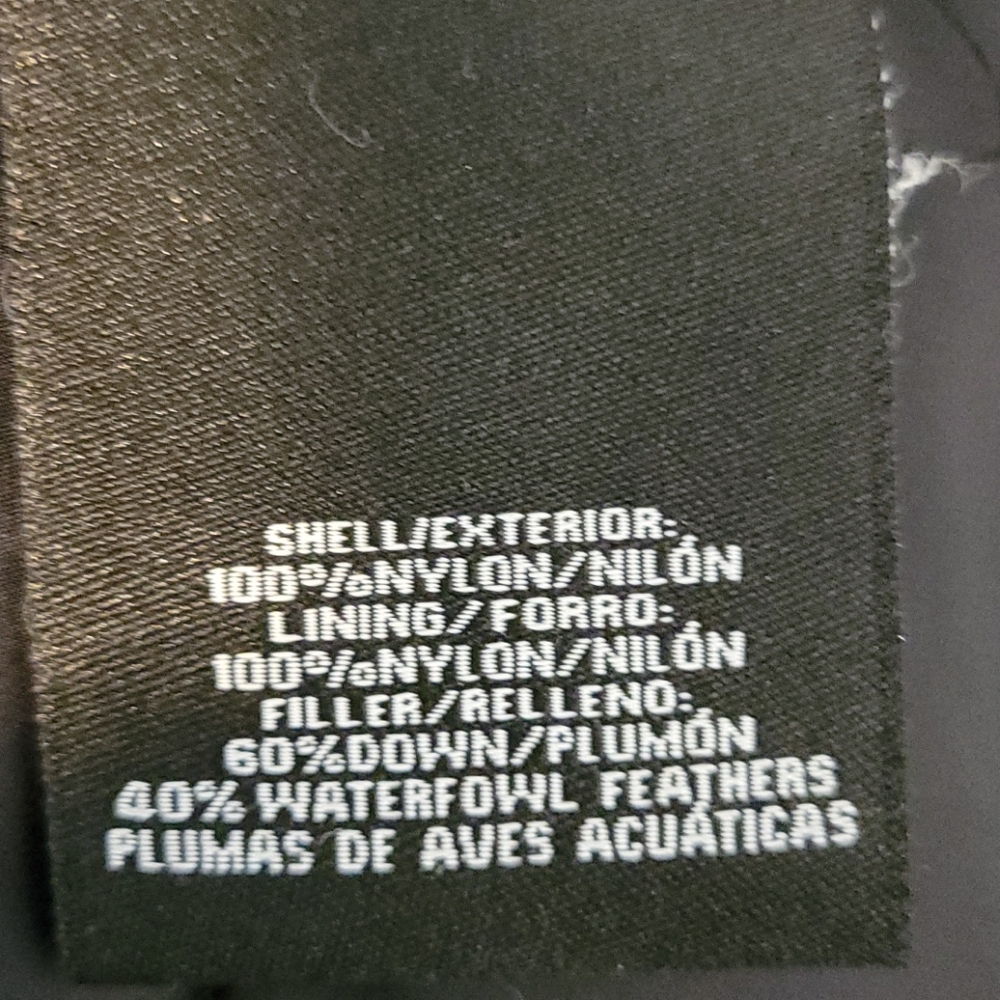 SHELL/EXTERIOR:
100%NYLON/NILÓN
LINING/FORRO:
100%NYLON/NILÓN
FILLER/RELLENO:
60%DOWN/PLUMÓN
40% WATERFOWL FEATHERS
PLUMAS DE AVES ACUÁTICAS